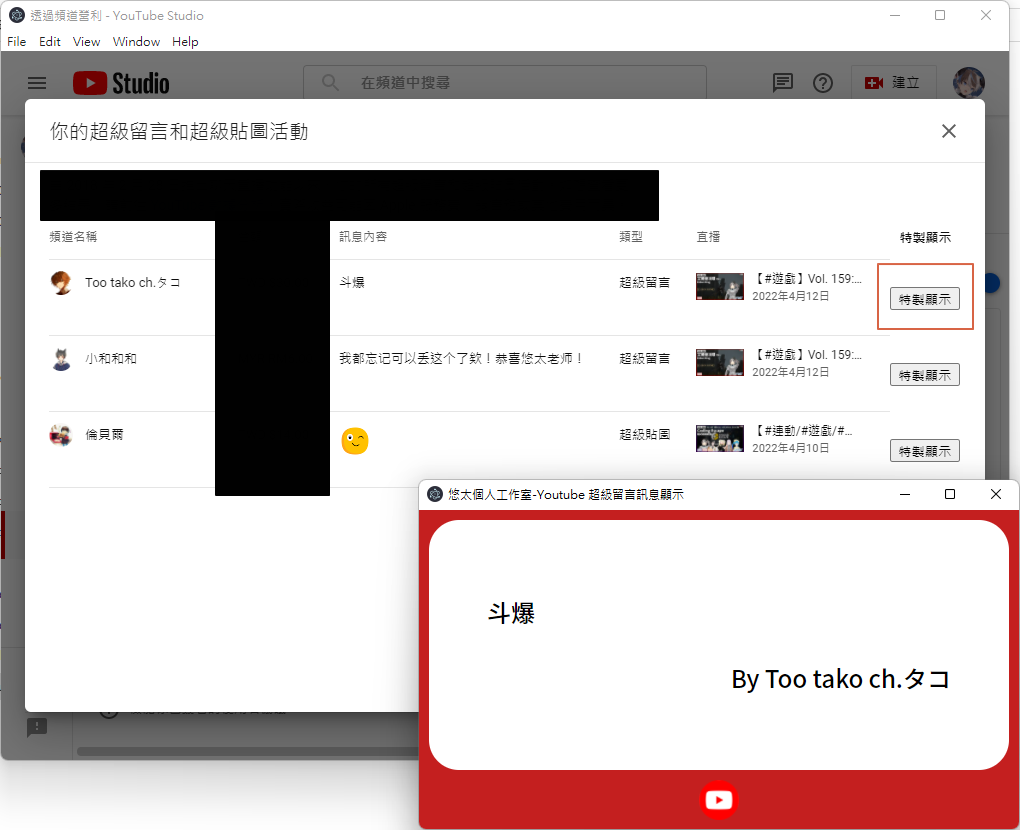 透過頻道營利 - YouTube Studio
File Edit View Window Help
Studio
在頻道中搜尋
建立
你的超級留言和超級貼圖活動
頻道名稱 訊息內容 類型 直播 特製顯示
Too tako ch.タコ 斗爆 超級留言 【#遊戲】Vol. 159:... 特製顯示
2022年4月12日
小和和和 我都忘记可以丢这个了欸！恭喜悠太老师！ 超級留言 【#遊戲】Vol. 159:... 特製顯示
2022年4月12日
倫貝爾 超級貼圖 【#連動/#遊戲/#... 特製顯示
2022年4月10日
悠太個人工作室-Youtube 超級留言訊息顯示
斗爆
By Too tako ch.タコ